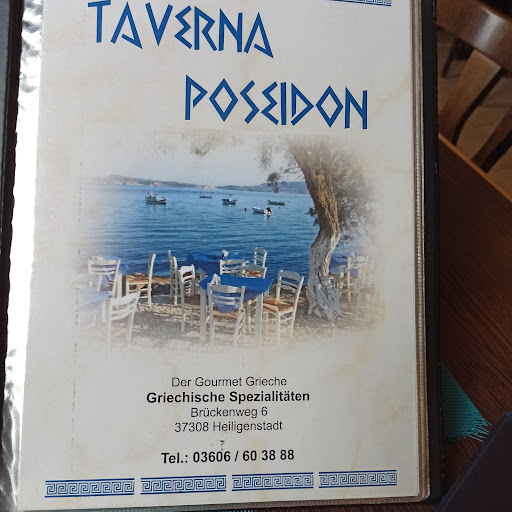 TAVERNA
POSEIDON
Der Gourmet Grieche
Griechische Spezialitäten
Brückenweg 6
37308 Heiligenstadt
Tel.: 03606 / 60 38 88